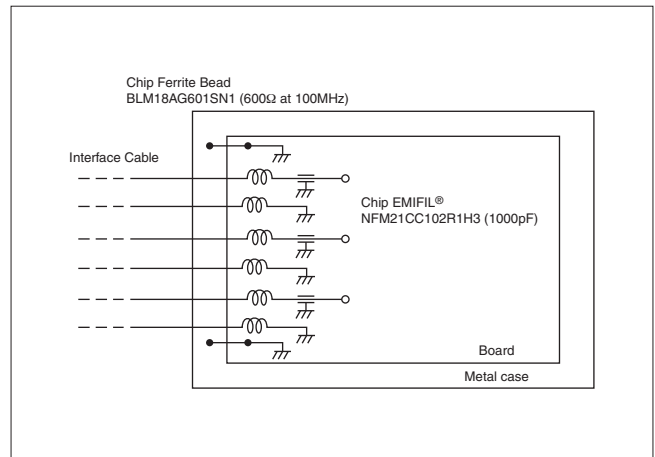 Chip Ferrite Bead
BLM18AG601SN1 (600Ω at 100MHz)
Interface Cable
Chip EMIFIL®
NFM21CC102R1H3 (1000pF)
Board
Metal case